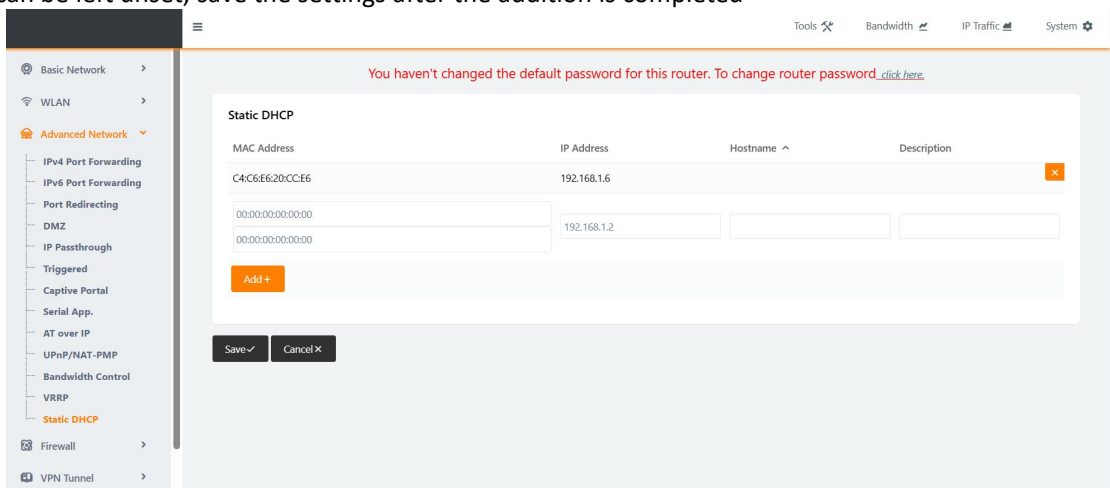 can be left unset, save the settings after the addition is completed
Tools Bandwidth IP Traffic System
Basic Network
WLAN
Advanced Network
IPv4 Port Forwarding
IPv6 Port Forwarding
Port Redirecting
DMZ
IP Passthrough
Triggered
Captive Portal
Serial App.
AT over IP
UPnP/NAT-PMP
Bandwidth Control
VRRP
Static DHCP
Firewall
VPN Tunnel
You haven't changed the default password for this router. To change router password click here.
Static DHCP
MAC Address IP Address Hostname Description
C4:C6:E6:20:CC:E6 192.168.1.6
00:00:00:00:00:00
192.168.1.2
00:00:00:00:00:00
Add +
Save Cancel